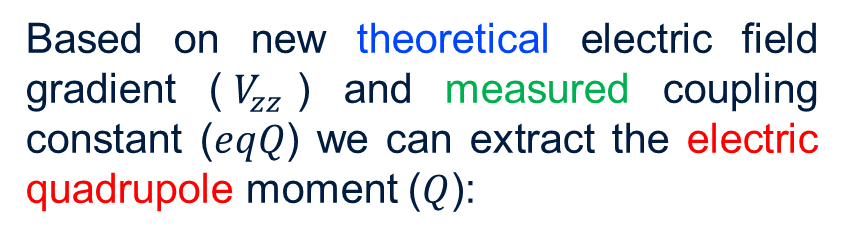 Based on new theoretical electric field
gradient ( V_zz ) and measured coupling
constant (eqQ) we can extract the electric
quadrupole moment (Q):